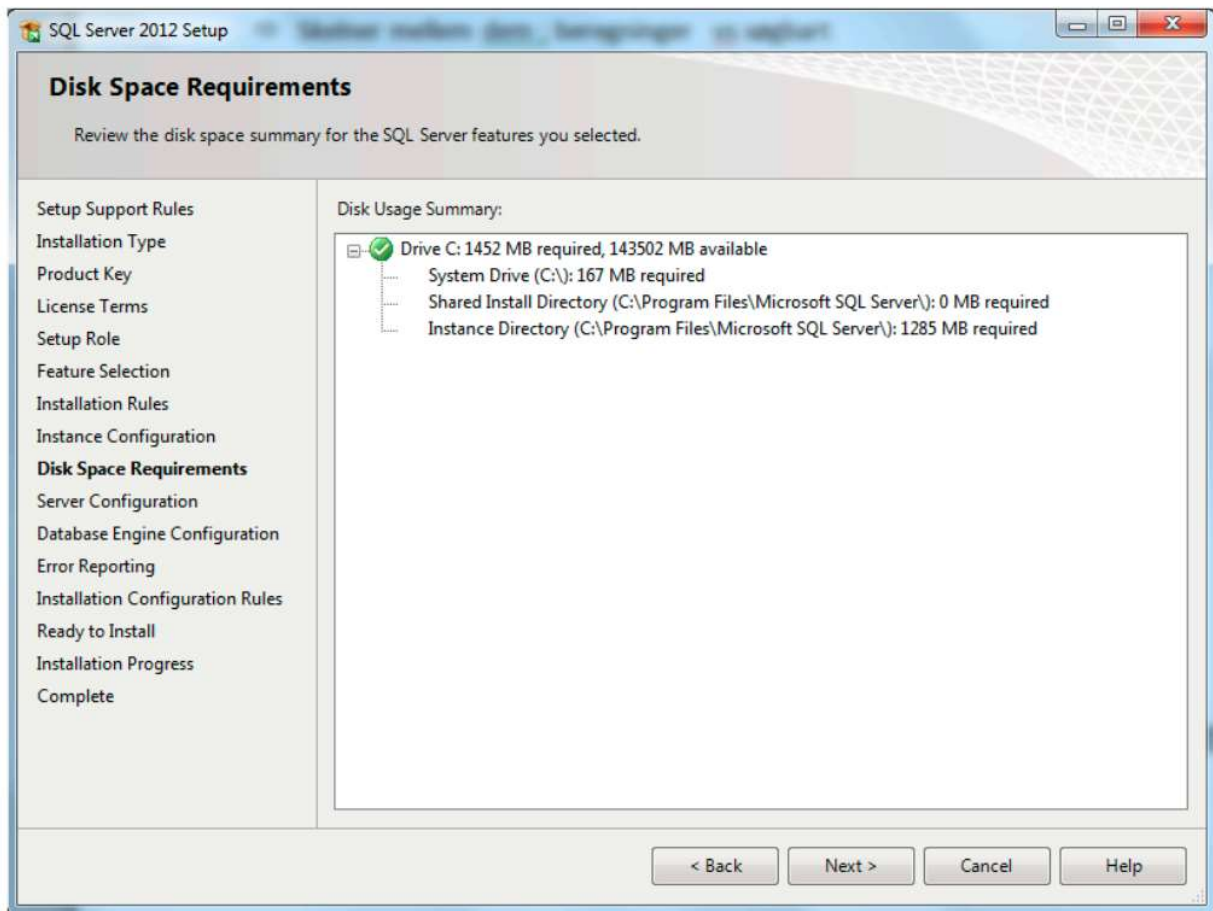 SQL Server 2012 Setup
Disk Space Requirements
Review the disk space summary for the SQL Server features you selected.
Setup Support Rules
Installation Type
Product Key
License Terms
Setup Role
Feature Selection
Installation Rules
Instance Configuration
Disk Space Requirements
Server Configuration
Database Engine Configuration
Error Reporting
Installation Configuration Rules
Ready to Install
Installation Progress
Complete
Disk Usage Summary:
Drive C: 1452 MB required, 143502 MB available
System Drive (C:\): 167 MB required
Shared Install Directory (C:\Program Files\Microsoft SQL Server\): 0 MB required
Instance Directory (C:\Program Files\Microsoft SQL Server\): 1285 MB required
< Back
Next >
Cancel
Help